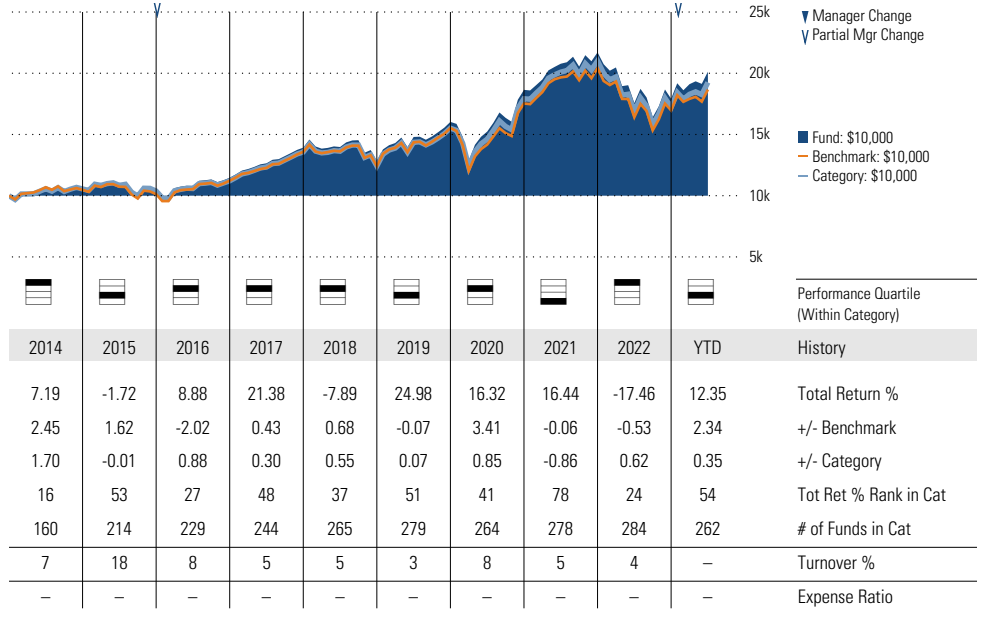 25k
Manager Change
Partial Mgr Change
20k
15k
Fund: $10,000
Benchmark: $10,000
Category: $10,000
10k
5k
Performance Quartile
(Within Category)
2014 2015 2016 2017 2018 2019 2020 2021 2022 YTD History
7.19 -1.72 8.88 21.38 -7.89 24.98 16.32 16.44 -17.46 12.35 Total Return %
2.45 1.62 -2.02 0.43 0.68 -0.07 3.41 -0.06 -0.53 2.34 +/- Benchmark
1.70 -0.01 0.88 0.30 0.55 0.07 0.85 -0.86 0.62 0.35 +/- Category
16 53 27 48 37 51 41 78 24 54 Tot Ret % Rank in Cat
160 214 229 244 265 279 264 278 284 262 # of Funds in Cat
7 18 8 5 5 3 8 5 4 – Turnover %
– – – – – – – – – – Expense Ratio